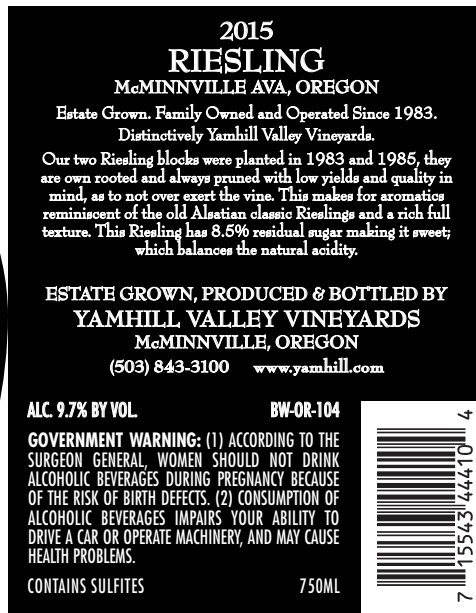 2015
RIESLING
McMINNVILLE AVA, OREGON
Estate Grown. Family Owned and Operated Since 1983.
Distinctively Yamhill Valley Vineyards.
Our two Riesling blocks were planted in 1983 and 1985, they
are own rooted and always pruned with low yields and quality in
mind, as to not over exert the vine. This makes for aromatics
reminiscent of the old Alsatian classic Rieslings and a rich full
texture. This Riesling has 8.5% residual sugar making it sweet;
which balances the natural acidity.
ESTATE GROWN, PRODUCED & BOTTLED BY
YAMHILL VALLEY VINEYARDS
McMINNVILLE, OREGON
(503) 843-3100 www.yamhill.com
ALC. 9.7% BY VOL. BW-OR-104
GOVERNMENT WARNING: (1) ACCORDING TO THE
SURGEON GENERAL, WOMEN SHOULD NOT DRINK
ALCOHOLIC BEVERAGES DURING PREGNANCY BECAUSE
OF THE RISK OF BIRTH DEFECTS. (2) CONSUMPTION OF
ALCOHOLIC BEVERAGES IMPAIRS YOUR ABILITY TO
DRIVE A CAR OR OPERATE MACHINERY, AND MAY CAUSE
HEALTH PROBLEMS.
CONTAINS SULFITES 750ML
7 15543 44410 4